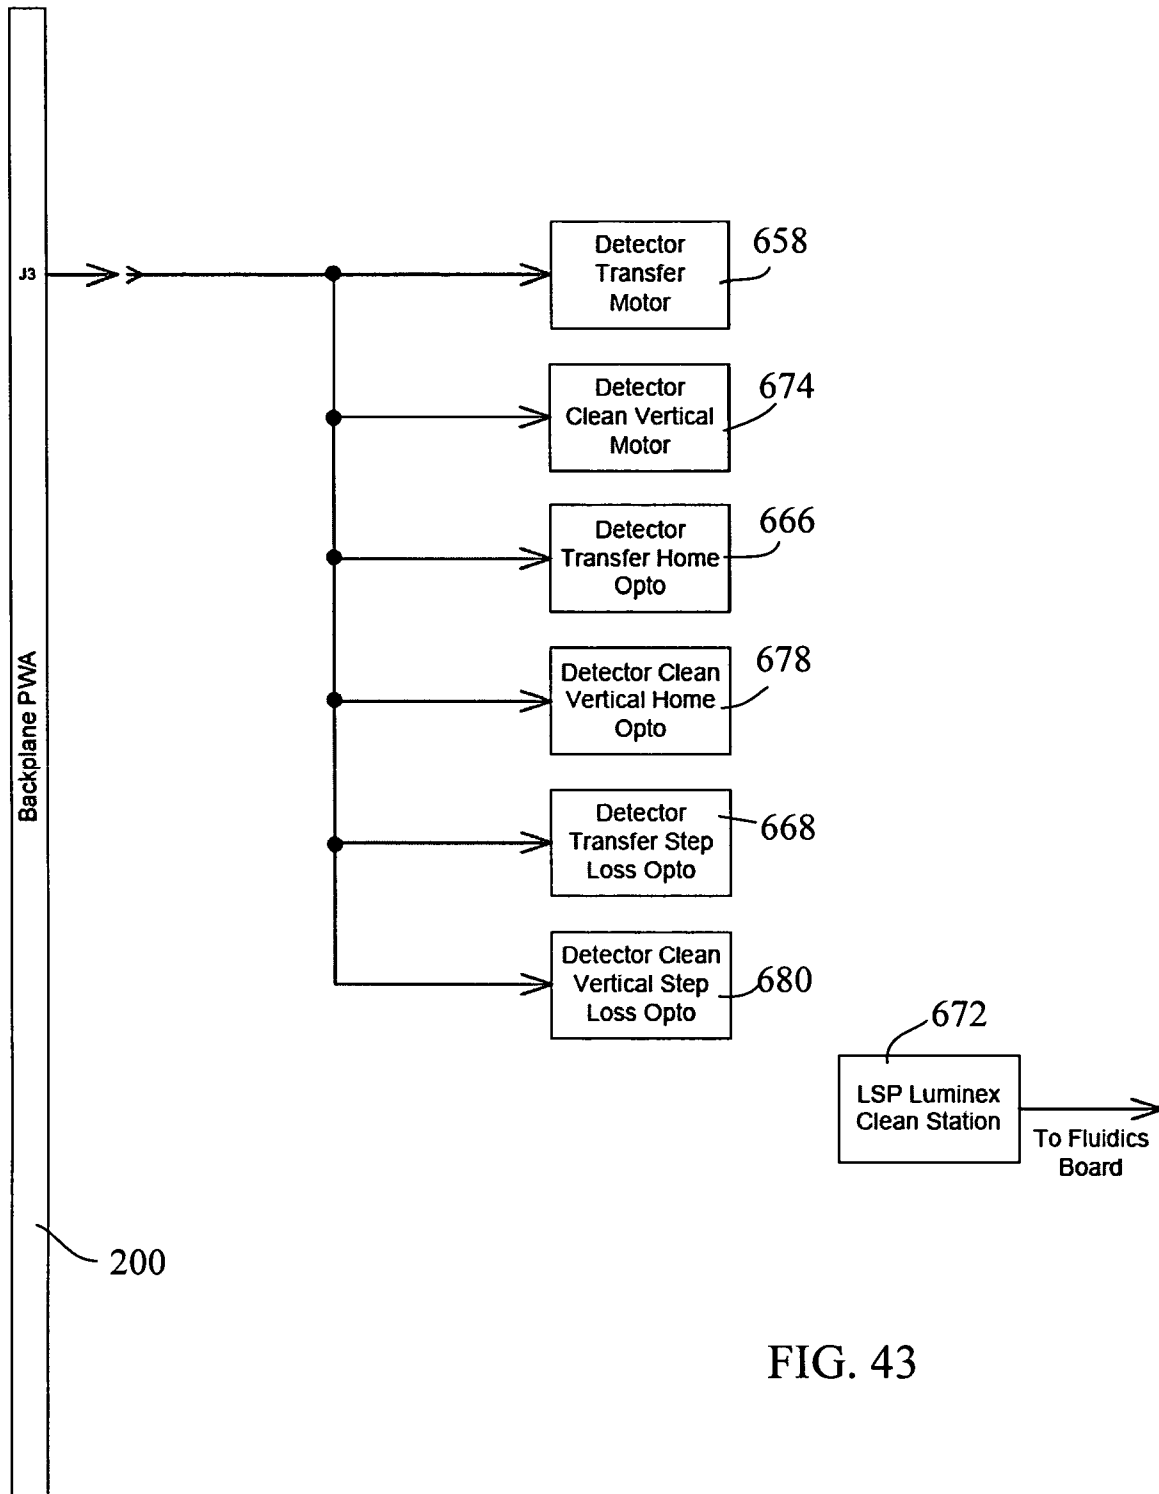 J3
Detector
Transfer
Motor
658
Detector
Clean Vertical
Motor
674
Detector
Transfer Home
Opto
666
Detector Clean
Vertical Home
Opto
678
Backplane PWA
Detector
Transfer Step
Loss Opto
668
Detector Clean
Vertical Step
Loss Opto
680
672
LSP Luminex
Clean Station
To Fluidics
Board
200
FIG. 43